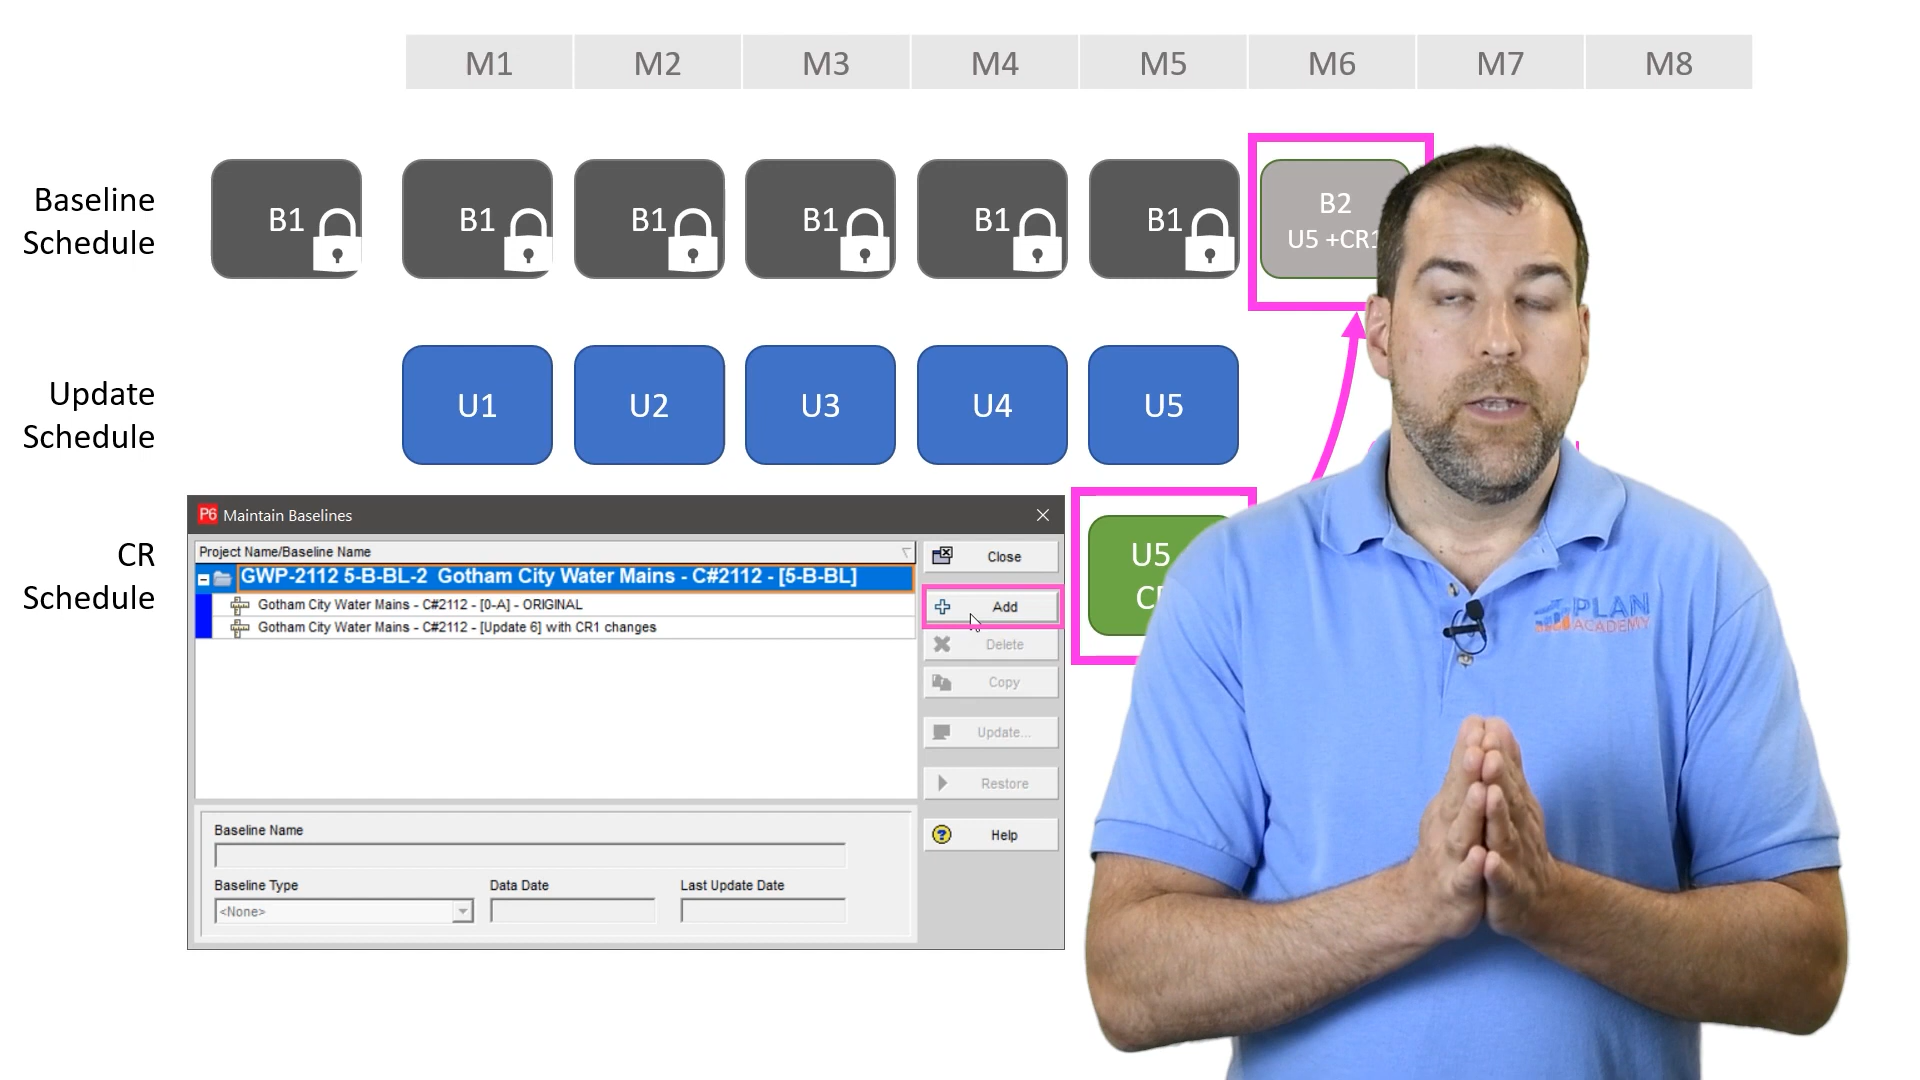 M1 M2 M3 M4 M5 M6 M7 M8
Baseline
Schedule
B1 B1 B1 B1 B1 B1
B2
U5 +CR1
Update
Schedule
U1 U2 U3 U4 U5
CR
Schedule
U5
P6 Maintain Baselines
Project Name/Baseline Name
GWP-2112 5-B-BL-2 Gotham City Water Mains - C#2112 - [5-B-BL]
Gotham City Water Mains - C#2112 - [0-A] - ORIGINAL
Gotham City Water Mains - C#2112 - [Update 6] with CR1 changes
Close
Add
Delete
Copy
Update...
Restore
Help
Baseline Name
Baseline Type
Data Date
Last Update Date
<None>
PLAN
ACADEMY